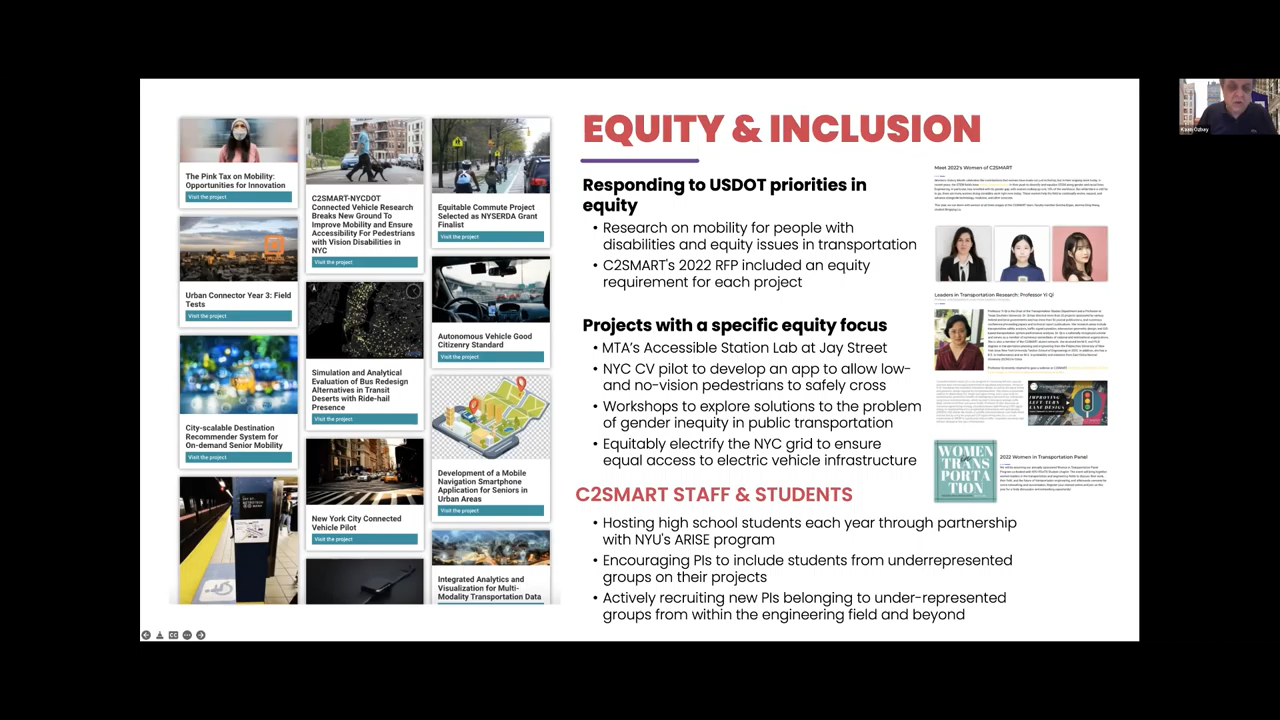 The Pink Tax on Mobility:
Opportunities for Innovation
Visit the project
Urban Connector Year 3: Field
Tests
Visit the project
City-scalable Destination
Recommender System for
On-demand Senior Mobility
Visit the project
C2SMART-NYCDOT
Connected Vehicle Research
Breaks New Ground To
Improve Mobility and Ensure
Accessibility For Pedestrians
with Vision Disabilities in
NYC
Visit the project
Simulation and Analytical
Evaluation of Bus Redesign
Alternatives in Transit
Deserts with Ride-hail
Presence
Visit the project
New York City Connected
Vehicle Pilot
Visit the project
Equitable Commute Project
Selected as NYSERDA Grant
Finalist
Visit the project
Autonomous Vehicle Good
Citizenry Standard
Visit the project
Development of a Mobile
Navigation Smartphone
Application for Seniors in
Urban Areas
Visit the project
Integrated Analytics and
Visualization for Multi-
Modality Transportation Data
EQUITY & INCLUSION
Responding to USDOT priorities in
equity
• Research on mobility for people with
disabilities and equity issues in transportation
• C2SMART's 2022 RFP included an equity
requirement for each project
Projects with a specific equity focus
• MTA's Accessible Station Lab at Jay Street
• NYC CV pilot to develop an app to allow low-
and no-vision pedestrians to safely cross
• Workshop to explore solutions to the problem
of gender inequity in public transportation
• Equitably electrify the NYC grid to ensure
equal access to electric vehicle infrastructure
C2SMART STAFF & STUDENTS
• Hosting high school students each year through partnership
with NYU's ARISE program
• Encouraging PIs to include students from underrepresented
groups on their projects
• Actively recruiting new PIs belonging to under-represented
groups from within the engineering field and beyond
Meet 2022's Women of C2SMART
Leaders in Transportation Research: Professor Yi Qi
IMPROVING
LEFT TURN
LANE DESIGN
WOMEN
TRANS
PORTA
TION
2022 Women in Transportation Panel
Kaan Ozbay